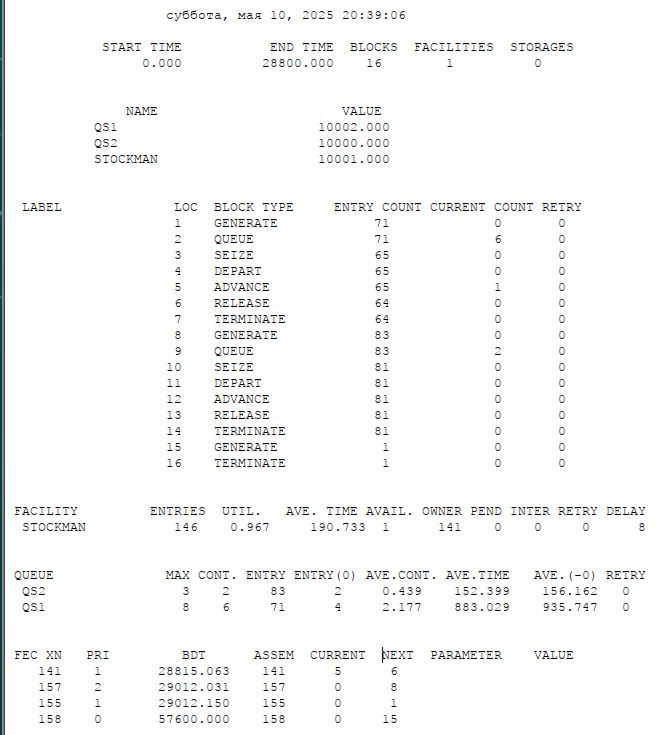 суббота, мая 10, 2025 20:39:06
START TIME END TIME BLOCKS FACILITIES STORAGES
0.000 28800.000 16 1 0
NAME VALUE
QS1 10002.000
QS2 10000.000
STOCKMAN 10001.000
LABEL LOC BLOCK TYPE ENTRY COUNT CURRENT COUNT RETRY
1 GENERATE 71 0 0
2 QUEUE 71 6 0
3 SEIZE 65 0 0
4 DEPART 65 0 0
5 ADVANCE 65 1 0
6 RELEASE 64 0 0
7 TERMINATE 64 0 0
8 GENERATE 83 0 0
9 QUEUE 83 2 0
10 SEIZE 81 0 0
11 DEPART 81 0 0
12 ADVANCE 81 0 0
13 RELEASE 81 0 0
14 TERMINATE 81 0 0
15 GENERATE 1 0 0
16 TERMINATE 1 0 0
FACILITY ENTRIES UTIL. AVE. TIME AVAIL. OWNER PEND INTER RETRY DELAY
STOCKMAN 146 0.967 190.733 1 141 0 0 0 8
QUEUE MAX CONT. ENTRY ENTRY(0) AVE.CONT. AVE.TIME AVE.(-0) RETRY
QS2 3 2 83 2 0.439 152.399 156.162 0
QS1 8 6 71 4 2.177 883.029 935.747 0
FEC XN PRI BDT ASSEM CURRENT NEXT PARAMETER VALUE
141 1 28815.063 141 5 6
157 2 29012.031 157 0 8
155 1 29012.150 155 0 1
158 0 57600.000 158 0 15